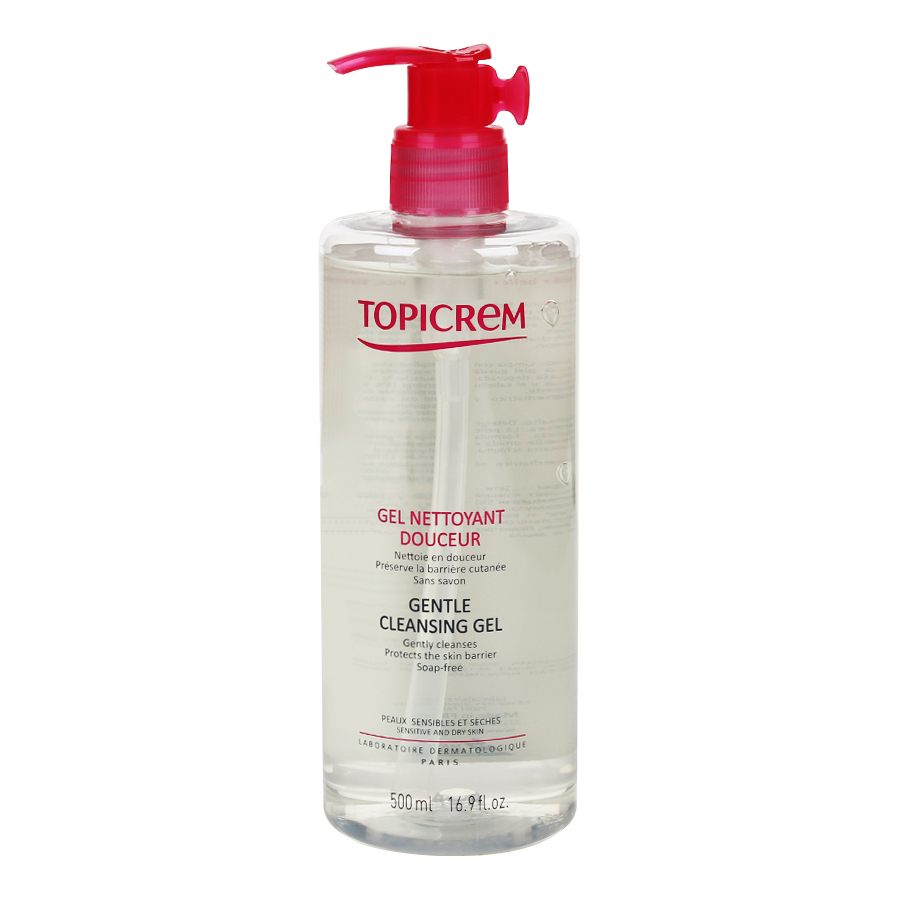 TOPICREM
GEL NETTOYANT
DOUCEUR
Nettoie en douceur
Préserve la barrière cutanée
Sans savon
GENTLE
CLEANSING GEL
Gently cleanses
Protects the skin barrier
Soap-free
PEAUX SENSIBLES ET SECHES
SENSITIVE AND DRY SKIN
LABORATOIRE DERMATOLOGIQUE
PARIS
500 ml 16.9 fl.oz.